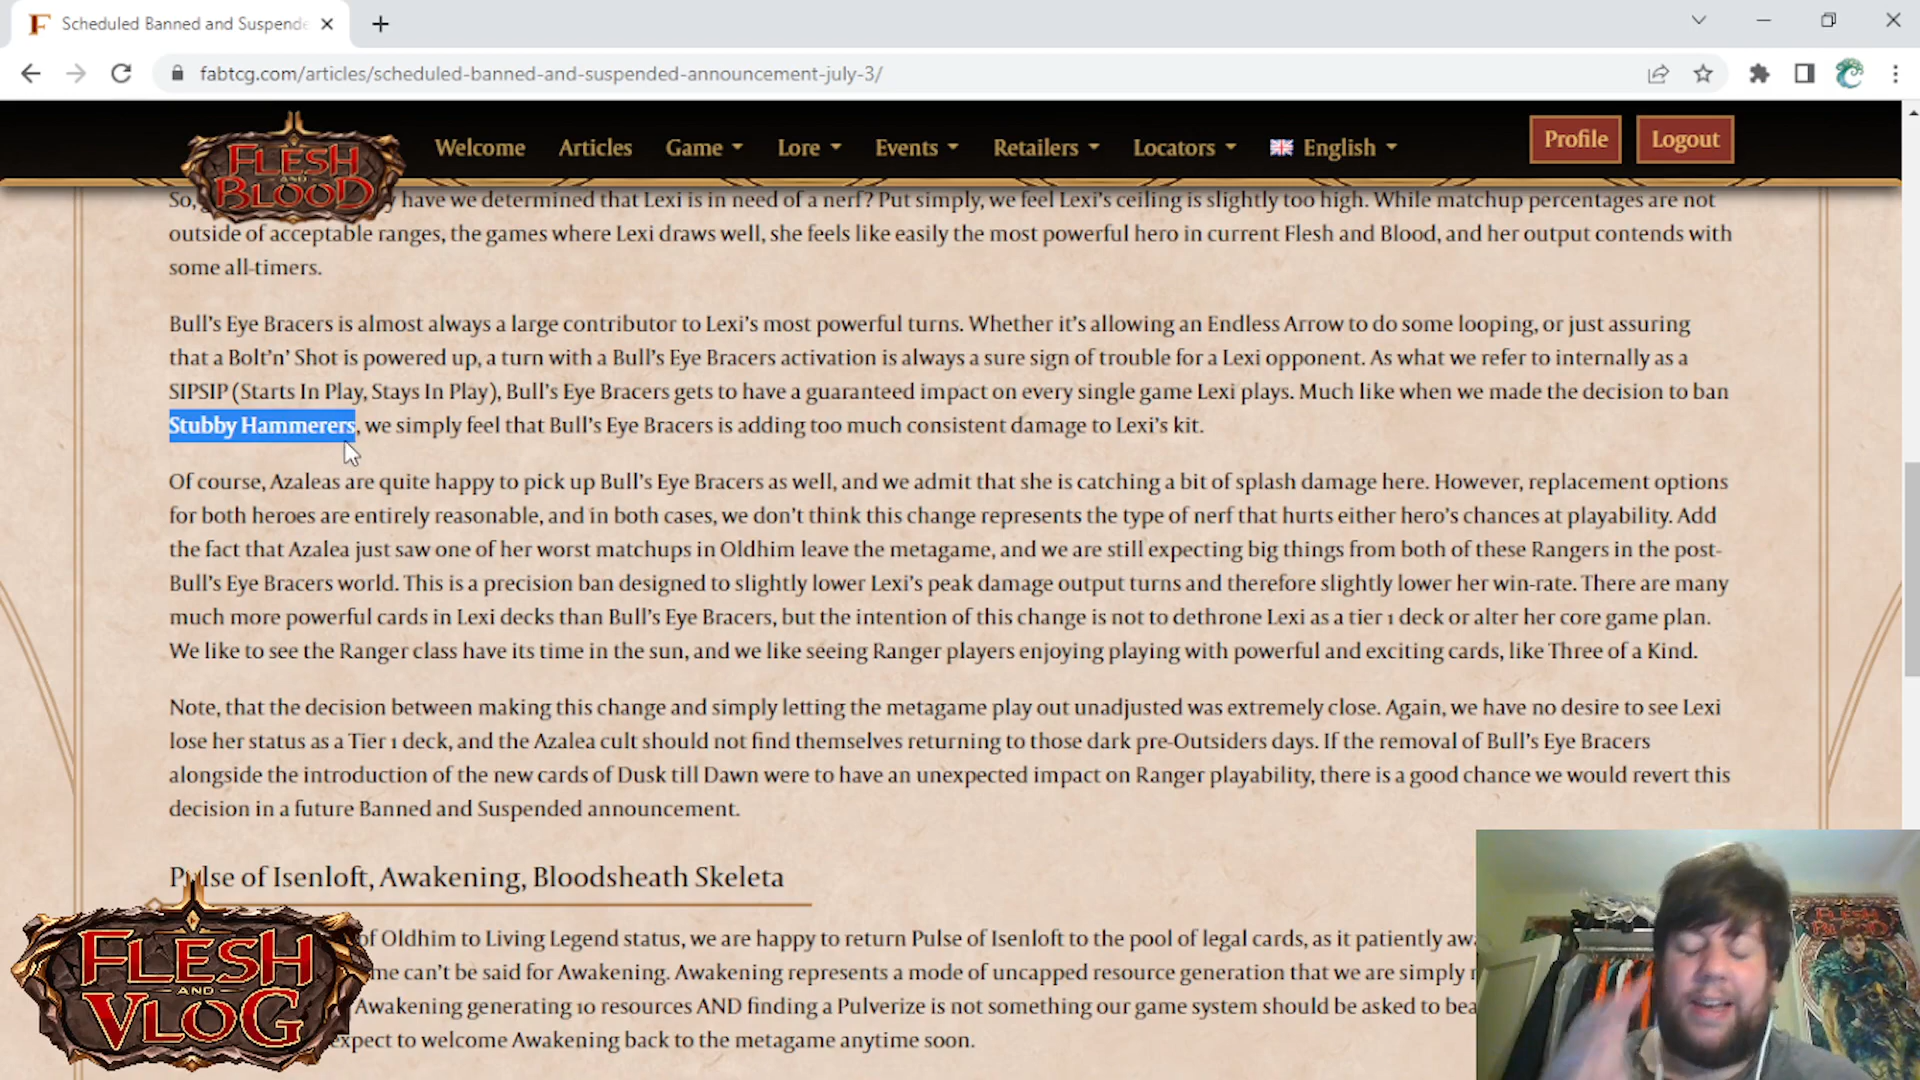 Scheduled Banned and Suspende
fabtcg.com/articles/scheduled-banned-and-suspended-announcement-july-3/
FLESH AND BLOOD
Welcome Articles Game Lore Events Retailers Locators English Profile Logout
So, have we determined that Lexi is in need of a nerf? Put simply, we feel Lexi's ceiling is slightly too high. While matchup percentages are not
outside of acceptable ranges, the games where Lexi draws well, she feels like easily the most powerful hero in current Flesh and Blood, and her output contends with
some all-timers.
Bull's Eye Bracers is almost always a large contributor to Lexi's most powerful turns. Whether it's allowing an Endless Arrow to do some looping, or just assuring
that a Bolt'n' Shot is powered up, a turn with a Bull's Eye Bracers activation is always a sure sign of trouble for a Lexi opponent. As what we refer to internally as a
SIPSIP (Starts In Play, Stays In Play), Bull's Eye Bracers gets to have a guaranteed impact on every single game Lexi plays. Much like when we made the decision to ban
Stubby Hammerers, we simply feel that Bull's Eye Bracers is adding too much consistent damage to Lexi's kit.
Of course, Azaleas are quite happy to pick up Bull's Eye Bracers as well, and we admit that she is catching a bit of splash damage here. However, replacement options
for both heroes are entirely reasonable, and in both cases, we don't think this change represents the type of nerf that hurts either hero's chances at playability. Add
the fact that Azalea just saw one of her worst matchups in Oldhim leave the metagame, and we are still expecting big things from both of these Rangers in the post-
Bull's Eye Bracers world. This is a precision ban designed to slightly lower Lexi's peak damage output turns and therefore slightly lower her win-rate. There are many
much more powerful cards in Lexi decks than Bull's Eye Bracers, but the intention of this change is not to dethrone Lexi as a tier 1 deck or alter her core game plan.
We like to see the Ranger class have its time in the sun, and we like seeing Ranger players enjoying playing with powerful and exciting cards, like Three of a Kind.
Note, that the decision between making this change and simply letting the metagame play out unadjusted was extremely close. Again, we have no desire to see Lexi
lose her status as a Tier 1 deck, and the Azalea cult should not find themselves returning to those dark pre-Outsiders days. If the removal of Bull's Eye Bracers
alongside the introduction of the new cards of Dusk till Dawn were to have an unexpected impact on Ranger playability, there is a good chance we would revert this
decision in a future Banned and Suspended announcement.
Pulse of Isenloft, Awakening, Bloodsheath Skeleta
of Oldhim to Living Legend status, we are happy to return Pulse of Isenloft to the pool of legal cards, as it patiently aw
me can't be said for Awakening. Awakening represents a mode of uncapped resource generation that we are simply
Awakening generating 10 resources AND finding a Pulverize is not something our game system should be asked to bea
expect to welcome Awakening back to the metagame anytime soon.
FLESH AND VLOG